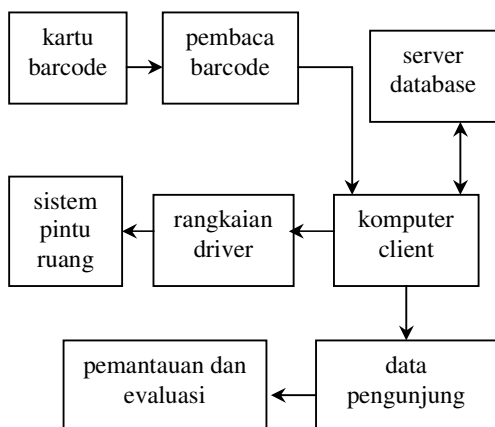 kartu
barcode
pembaca
barcode
server
database
sistem
pintu
ruang
rangkaian
driver
komputer
client
pemantauan dan
evaluasi
data
pengunjung